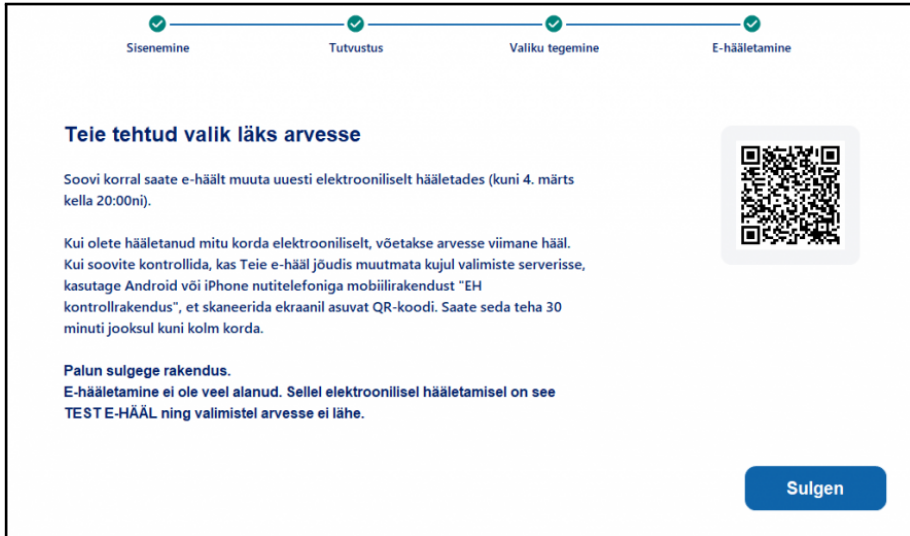 Sisenemine Tutvustus Valiku tegemine E-hääletamine
Teie tehtud valik läks arvesse
Soovi korral saate e-häält muuta uuesti elektrooniliselt hääletades (kuni 4. märts
kella 20:00ni).
Kui olete hääletanud mitu korda elektrooniliselt, võetakse arvesse viimane hääl.
Kui soovite kontrollida, kas Teie e-hääl jõudis muutmata kujul valimiste serverisse,
kasutage Android või iPhone nutitelefoniga mobiilirakendust "EH
kontrollrakendus", et skaneerida ekraanil asuvat QR-koodi. Saate seda teha 30
minuti jooksul kuni kolm korda.
Palun sulgege rakendus.
E-hääletamine ei ole veel alanud. Sellel elektroonilisel hääletamisel on see
TEST E-HÄÄL ning valimistel arvesse ei lähe.
Sulgen